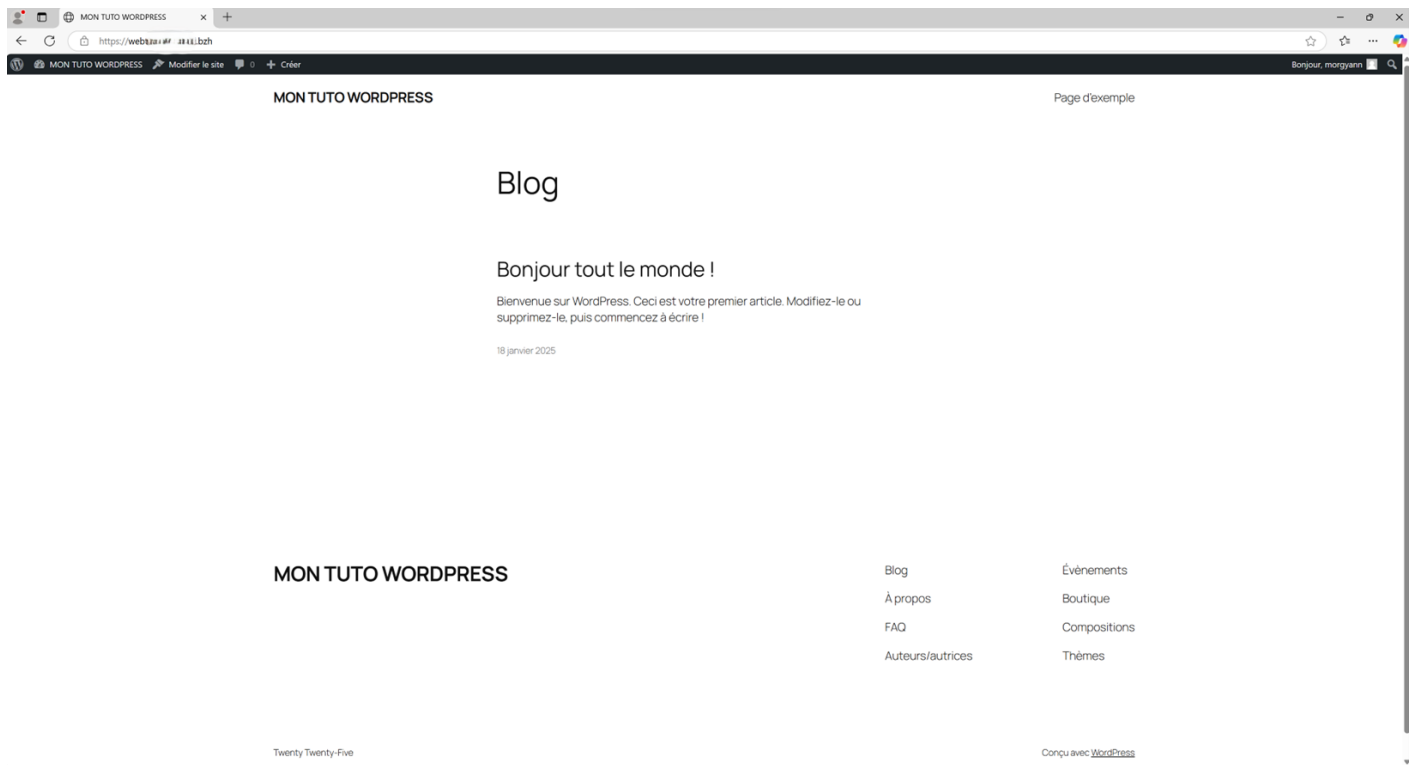 MON TUTO WORDPRESS
https://web .bzh
MON TUTO WORDPRESS Modifier le site 0 Créer Bonjour, morgyann
MON TUTO WORDPRESS Page d'exemple
Blog
Bonjour tout le monde !
Bienvenue sur WordPress. Ceci est votre premier article. Modifiez-le ou
supprimez-le, puis commencez à écrire !
18 janvier 2025
MON TUTO WORDPRESS
Blog Évènements
À propos Boutique
FAQ Compositions
Auteurs/autrices Thèmes
Twenty Twenty-Five Conçu avec WordPress